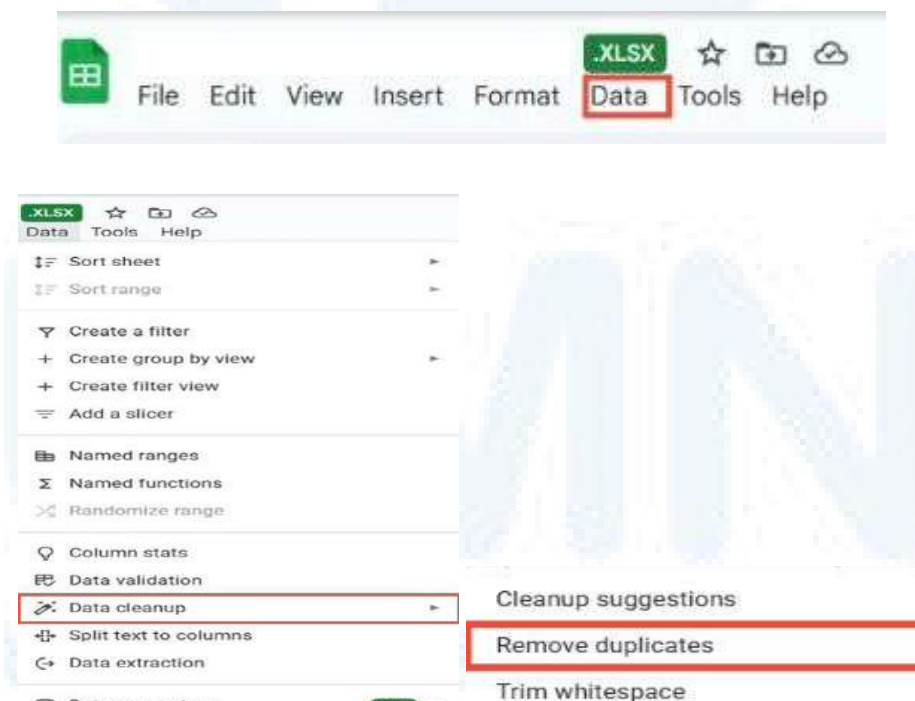 .XLSX
File Edit View Insert Format Data Tools Help
.XLSX
Data Tools Help
Sort sheet
Sort range
Create a filter
Create group by view
Create filter view
Add a slicer
Named ranges
Named functions
Randomize range
Column stats
Data validation
Data cleanup
Split text to columns
Data extraction
Cleanup suggestions
Remove duplicates
Trim whitespace